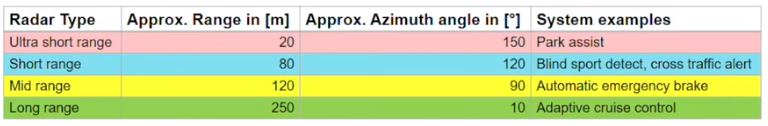 Radar Type Approx. Range in [m] Approx. Azimuth angle in [°] System examples
Ultra short range 20 150 Park assist
Short range 80 120 Blind sport detect, cross traffic alert
Mid range 120 90 Automatic emergency brake
Long range 250 10 Adaptive cruise control